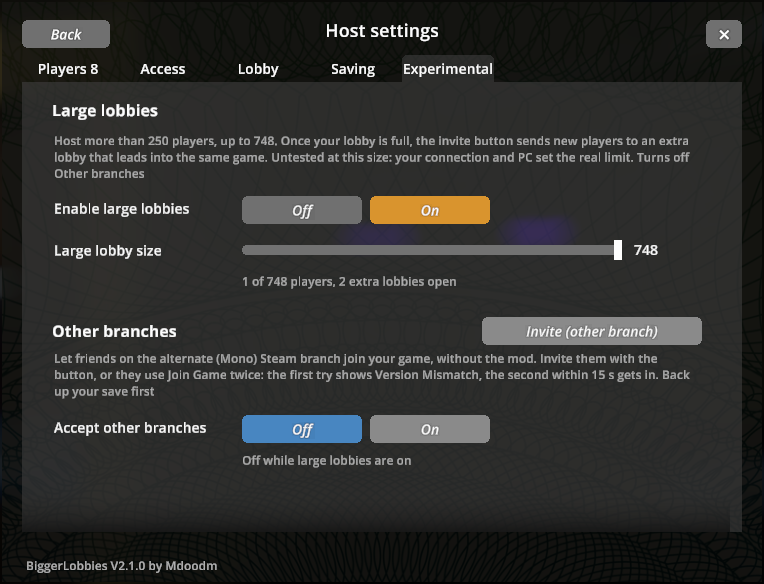 Back
Host settings
×
Players 8
Access
Lobby
Saving
Experimental
Large lobbies
Host more than 250 players, up to 748. Once your lobby is full, the invite button sends new players to an extra
lobby that leads into the same game. Untested at this size: your connection and PC set the real limit. Turns off
Other branches
Enable large lobbies
Off
On
Large lobby size
748
1 of 748 players, 2 extra lobbies open
Other branches
Invite (other branch)
Let friends on the alternate (Mono) Steam branch join your game, without the mod. Invite them with the
button, or they use Join Game twice: the first try shows Version Mismatch, the second within 15 s gets in. Back
up your save first
Accept other branches
Off
On
Off while large lobbies are on
BiggerLobbies V2.1.0 by Mdoodm